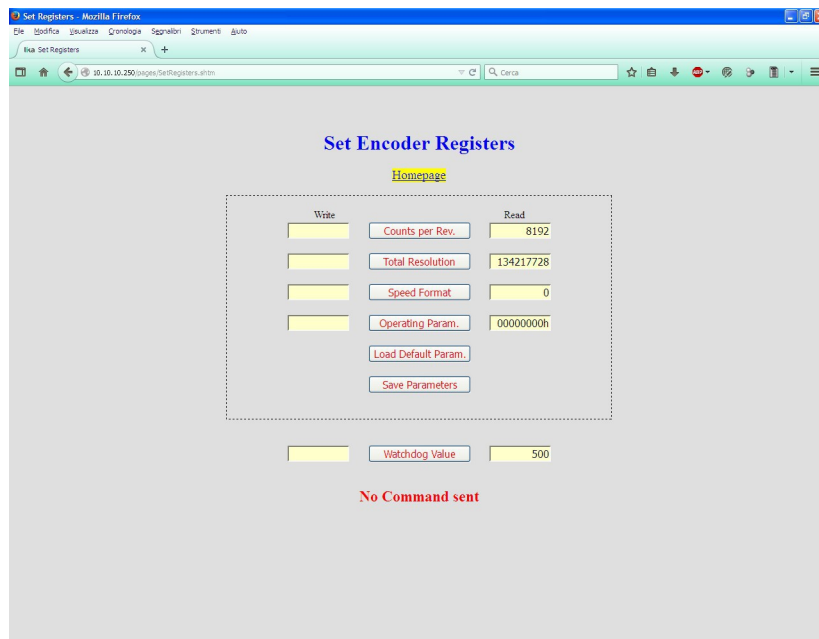 Set Registers - Mozilla Firefox
File Modifica Visualizza Cronologia Segnalibri Strumenti Aiuto
lika Set Registers
10.10.10.250/pages/SetRegisters.shtm Cerca
Set Encoder Registers
Homepage
Write Read
Counts per Rev. 8192
Total Resolution 134217728
Speed Format 0
Operating Param. 00000000h
Load Default Param.
Save Parameters
Watchdog Value 500
No Command sent